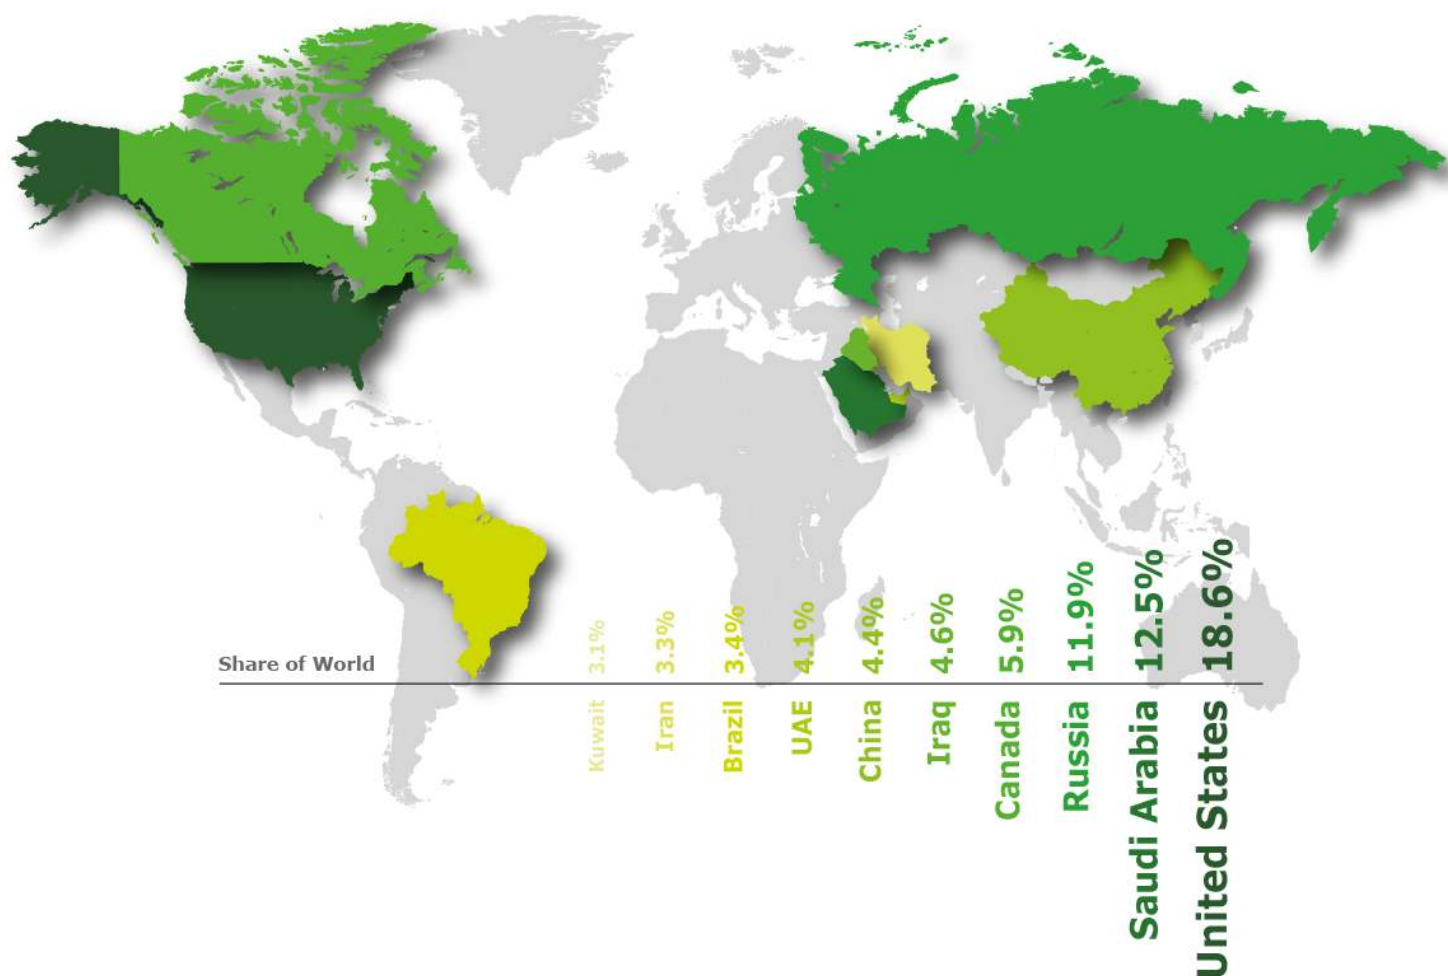 Share of World
Kuwait 3.1%
Iran 3.3%
Brazil 3.4%
UAE 4.1%
China 4.4%
Iraq 4.6%
Canada 5.9%
Russia 11.9%
Saudi Arabia 12.5%
United States 18.6%